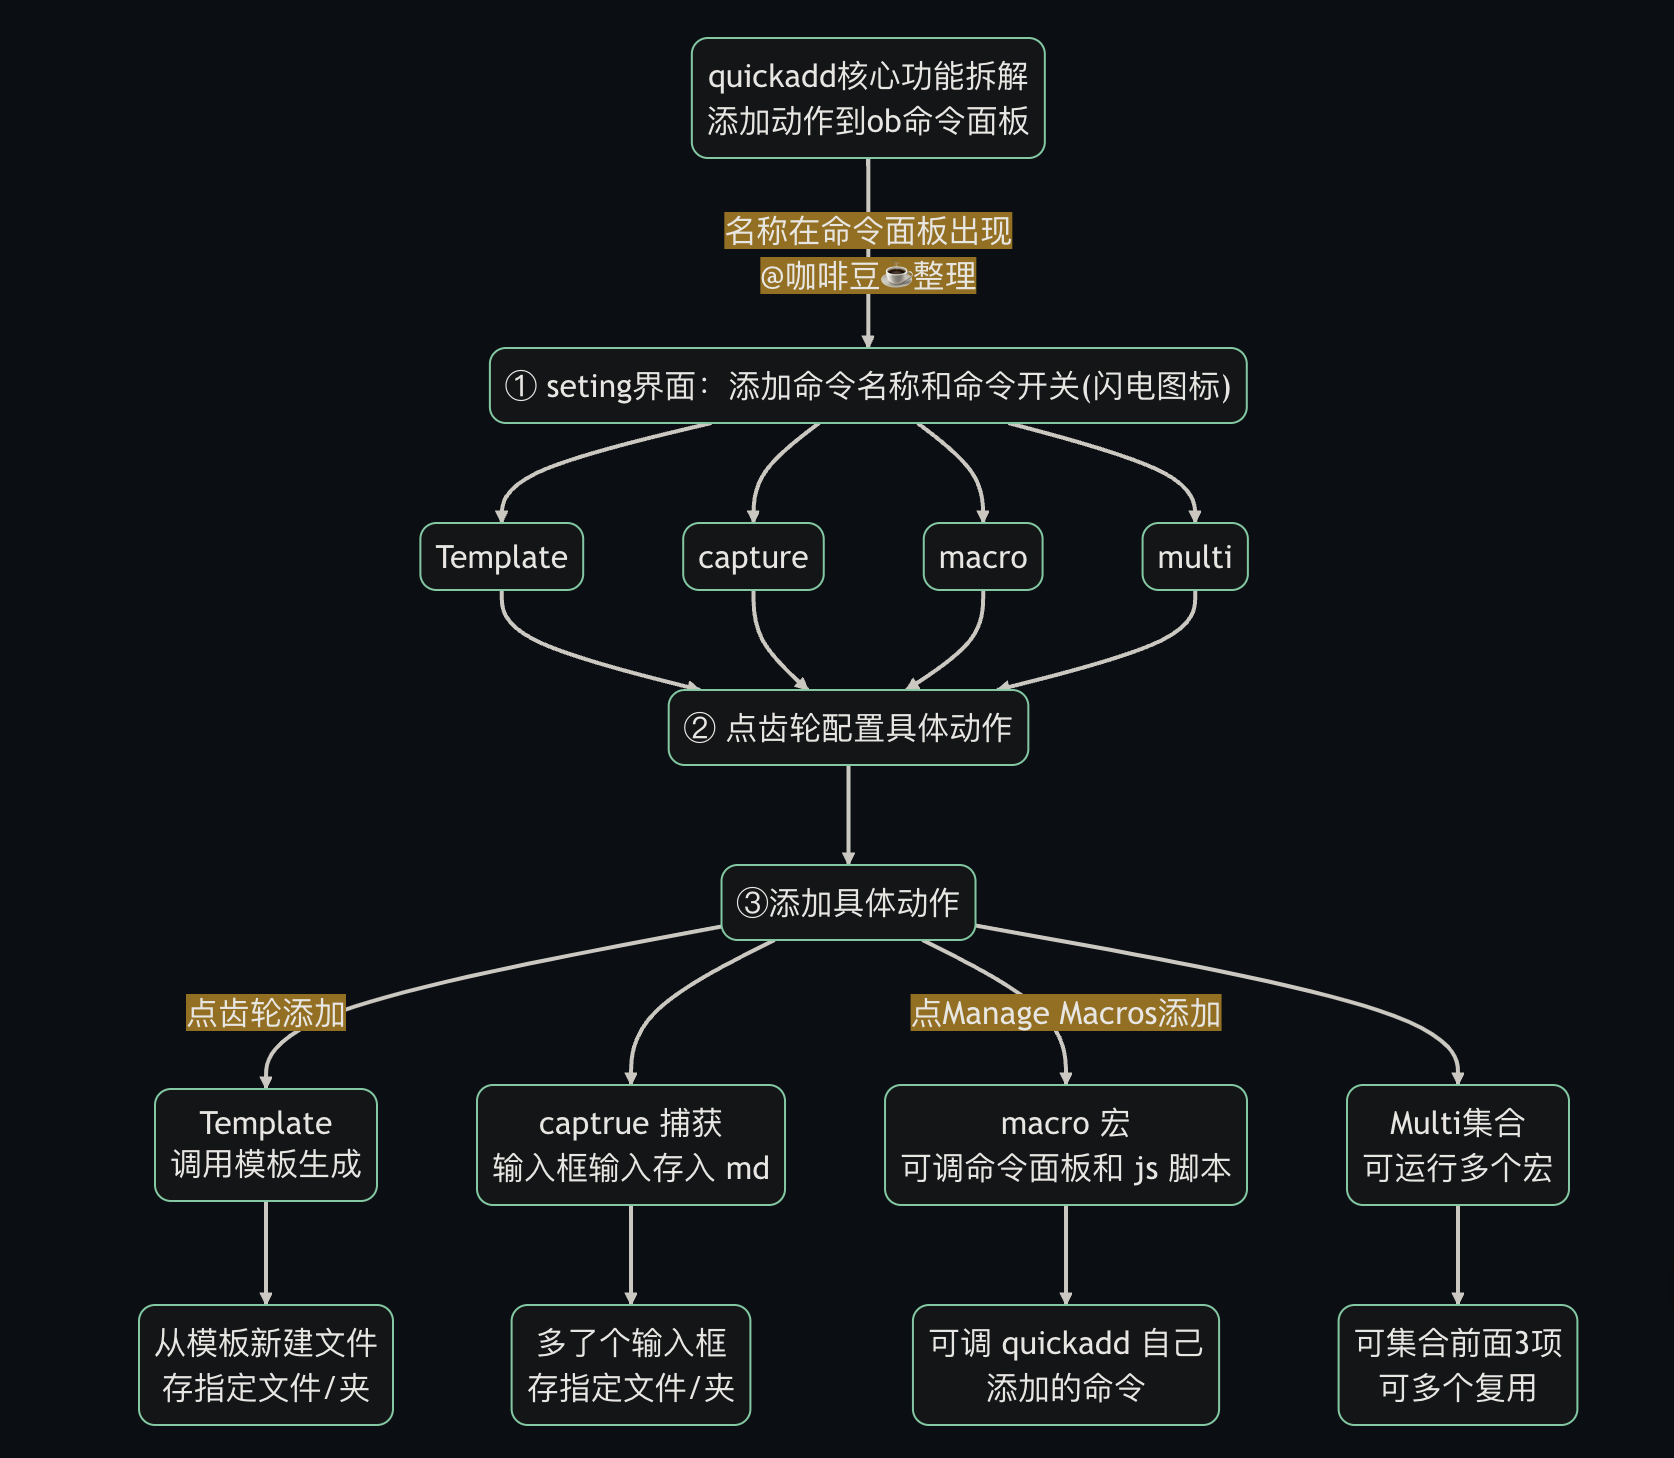 quickadd核心功能拆解
添加动作到ob命令面板
名称在命令面板出现
@咖啡豆☕整理
① seting界面：添加命令名称和命令开关(闪电图标)
Template
capture
macro
multi
② 点齿轮配置具体动作
③添加具体动作
点齿轮添加
点Manage Macros添加
Template
调用模板生成
captrue 捕获
输入框输入存入 md
macro 宏
可调命令面板和 js 脚本
Multi集合
可运行多个宏
从模板新建文件
存指定文件/夹
多了个输入框
存指定文件/夹
可调 quickadd 自己
添加的命令
可集合前面3项
可多个复用